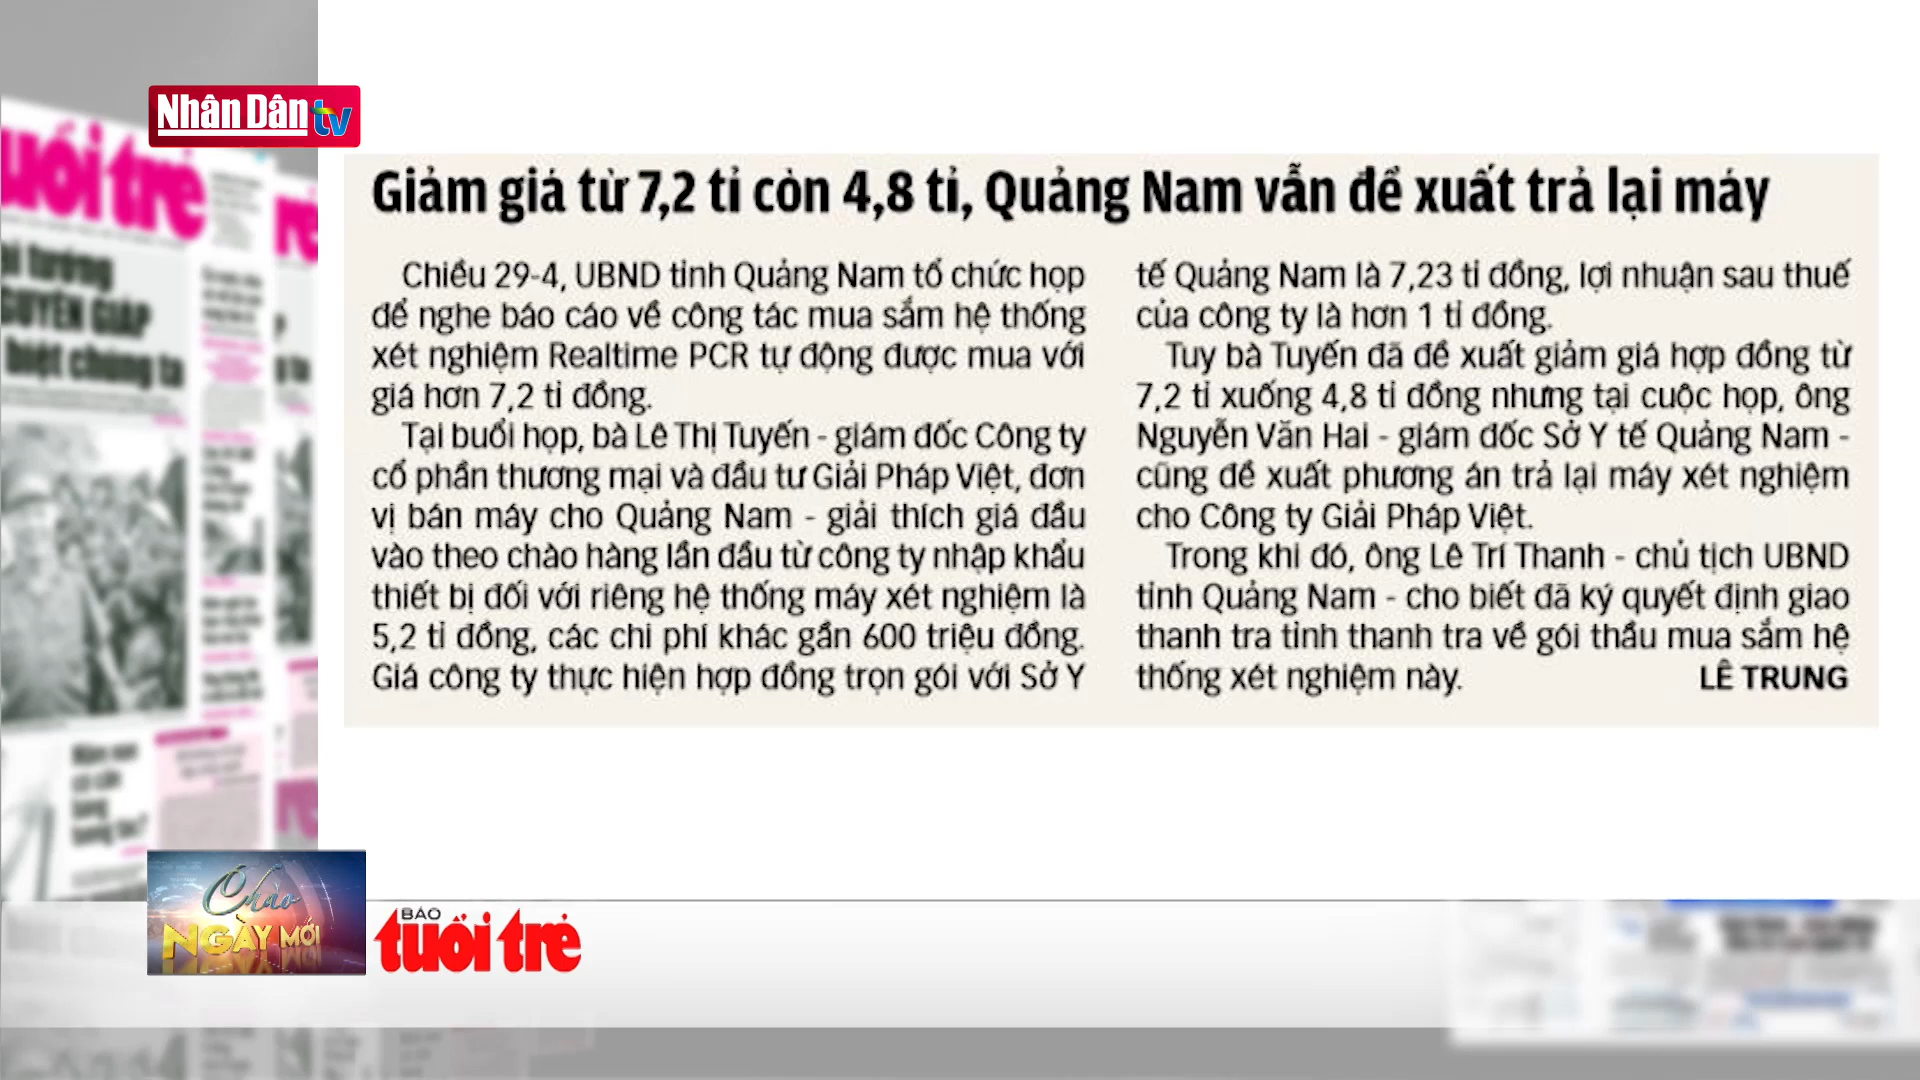 Nhân Dân tv
tuổi trẻ
Giảm giá từ 7,2 tỉ còn 4,8 tỉ, Quảng Nam vẫn đề xuất trả lại máy
Chiều 29-4, UBND tỉnh Quảng Nam tổ chức họp
để nghe báo cáo về công tác mua sắm hệ thống
xét nghiệm Realtime PCR tự động được mua với
giá hơn 7,2 tỉ đồng.
Tại buổi họp, bà Lê Thị Tuyến - giám đốc Công ty
cổ phần thương mại và đầu tư Giải Pháp Việt, đơn
vị bán máy cho Quảng Nam - giải thích giá đầu
vào theo chào hàng lần đầu từ công ty nhập khẩu
thiết bị đối với riêng hệ thống máy xét nghiệm là
5,2 tỉ đồng, các chi phí khác gần 600 triệu đồng.
Giá công ty thực hiện hợp đồng trọn gói với Sở Y
tế Quảng Nam là 7,23 tỉ đồng, lợi nhuận sau thuế
của công ty là hơn 1 tỉ đồng.
Tuy bà Tuyến đã đề xuất giảm giá hợp đồng từ
7,2 tỉ xuống 4,8 tỉ đồng nhưng tại cuộc họp, ông
Nguyễn Văn Hai - giám đốc Sở Y tế Quảng Nam -
cũng đề xuất phương án trả lại máy xét nghiệm
cho Công ty Giải Pháp Việt.
Trong khi đó, ông Lê Trí Thanh - chủ tịch UBND
tỉnh Quảng Nam - cho biết đã ký quyết định giao
thanh tra tỉnh thanh tra về gói thầu mua sắm hệ
thống xét nghiệm này.
LÊ TRUNG
Chào
NGÀY MỚI
BÁO
tuổi trẻ